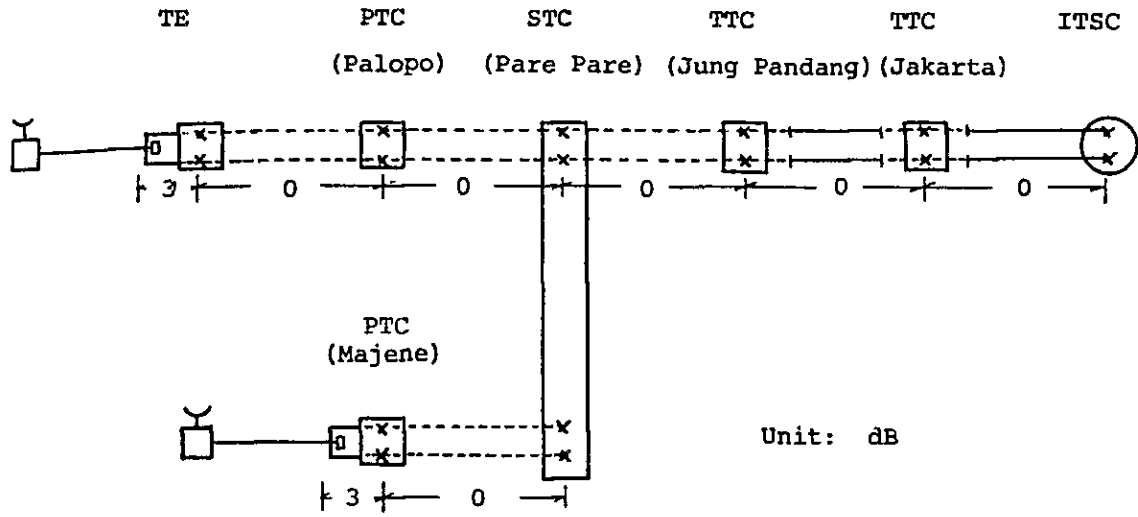 TE PTC STC TTC TTC ITSC
(Palopo) (Pare Pare) (Jung Pandang) (Jakarta)
3 0 0 0 0 0
PTC
(Majene)
Unit: dB
3 0